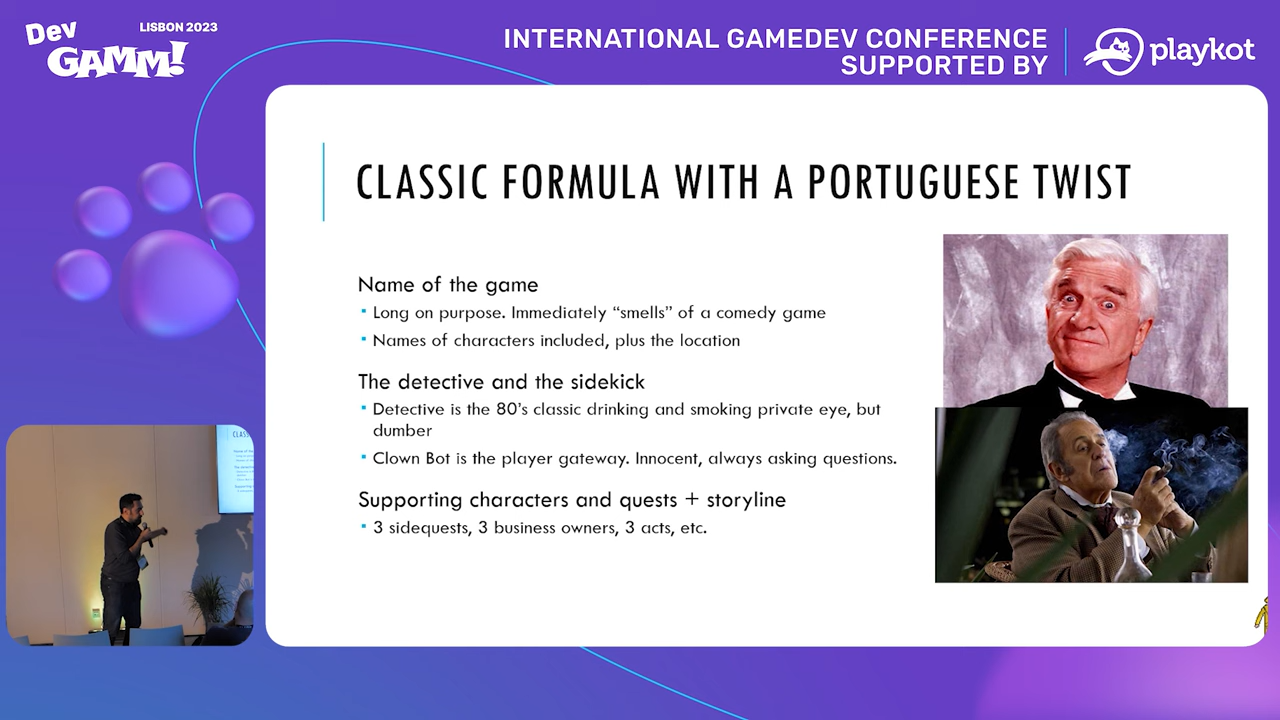 Dev
GAMM!
LISBON 2023
INTERNATIONAL GAMEDEV CONFERENCE
SUPPORTED BY
playkot
CLASSIC FORMULA WITH A PORTUGUESE TWIST
Name of the game
Long on purpose. Immediately “smells” of a comedy game
Names of characters included, plus the location
The detective and the sidekick
Detective is the 80’s classic drinking and smoking private eye, but
dumber
Clown Bot is the player gateway. Innocent, always asking questions.
Supporting characters and quests + storyline
3 sidequests, 3 business owners, 3 acts, etc.